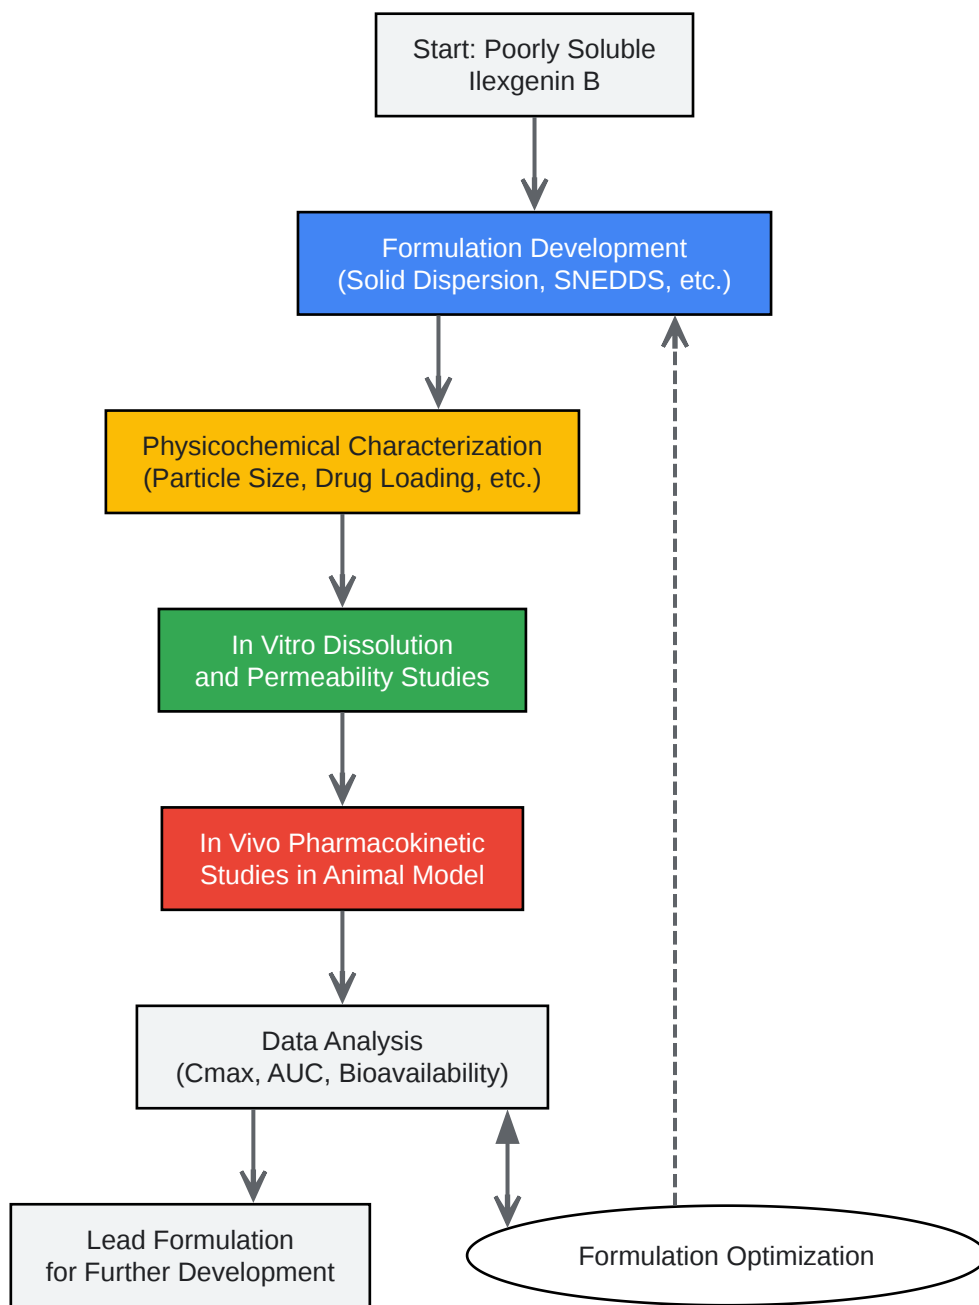 Start: Poorly Soluble
Ilexgenin B
Formulation Development
(Solid Dispersion, SNEDDS, etc.)
Physicochemical Characterization
(Particle Size, Drug Loading, etc.)
In Vitro Dissolution
and Permeability Studies
In Vivo Pharmacokinetic
Studies in Animal Model
Data Analysis
(Cmax, AUC, Bioavailability)
Lead Formulation
for Further Development
Formulation Optimization